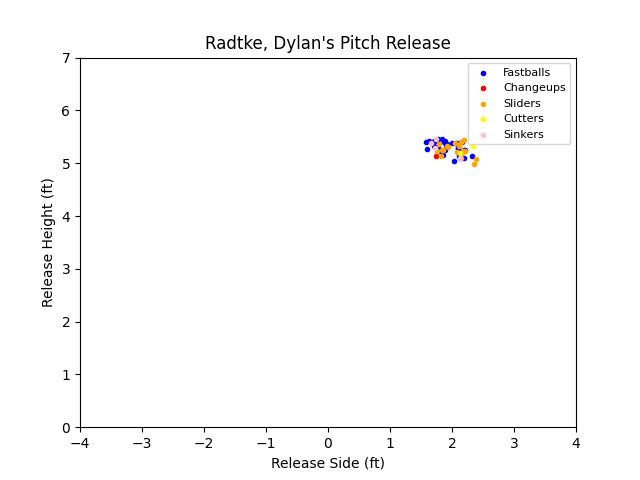 Radtke, Dylan's Pitch Release
7
6
5
4
3
2
1
0
Release Height (ft)
Fastballs
Changeups
Sliders
Cutters
Sinkers
−4 −3 −2 −1 0 1 2 3 4
Release Side (ft)